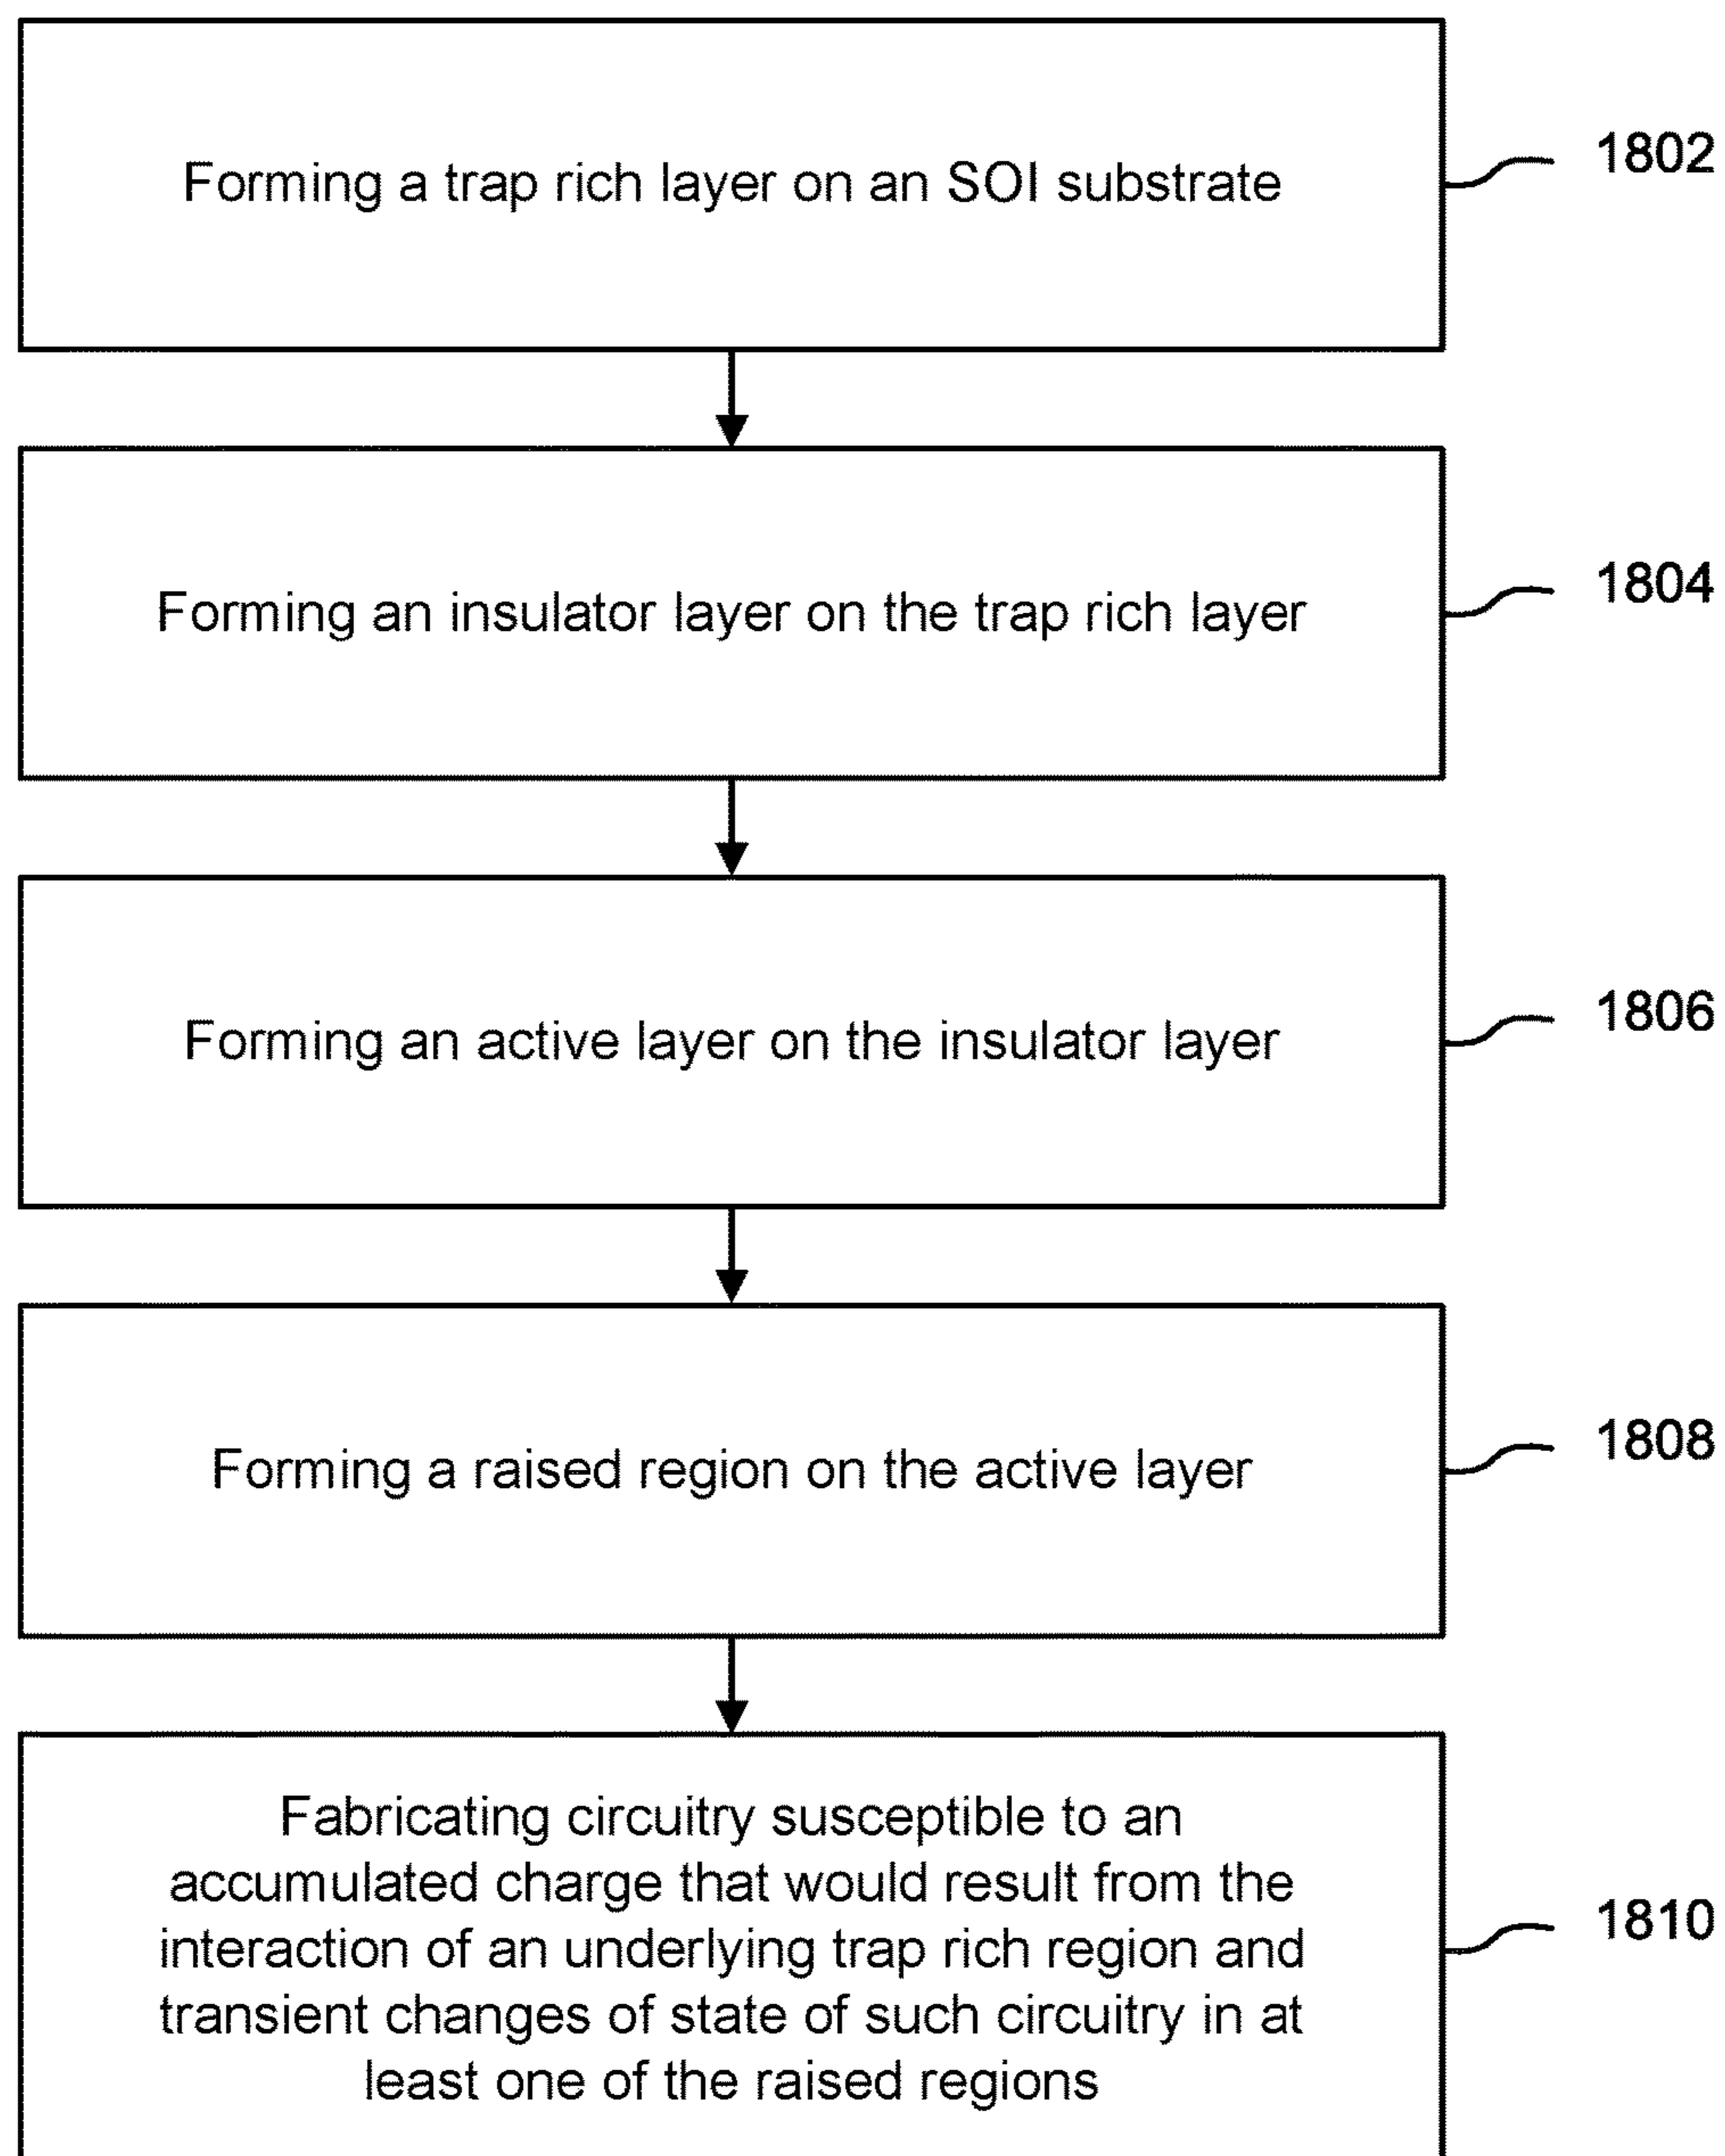 Forming a trap rich layer on an SOI substrate
1802
Forming an insulator layer on the trap rich layer
1804
Forming an active layer on the insulator layer
1806
Forming a raised region on the active layer
1808
Fabricating circuitry susceptible to an
accumulated charge that would result from the
interaction of an underlying trap rich region and
transient changes of state of such circuitry in at
least one of the raised regions
1810